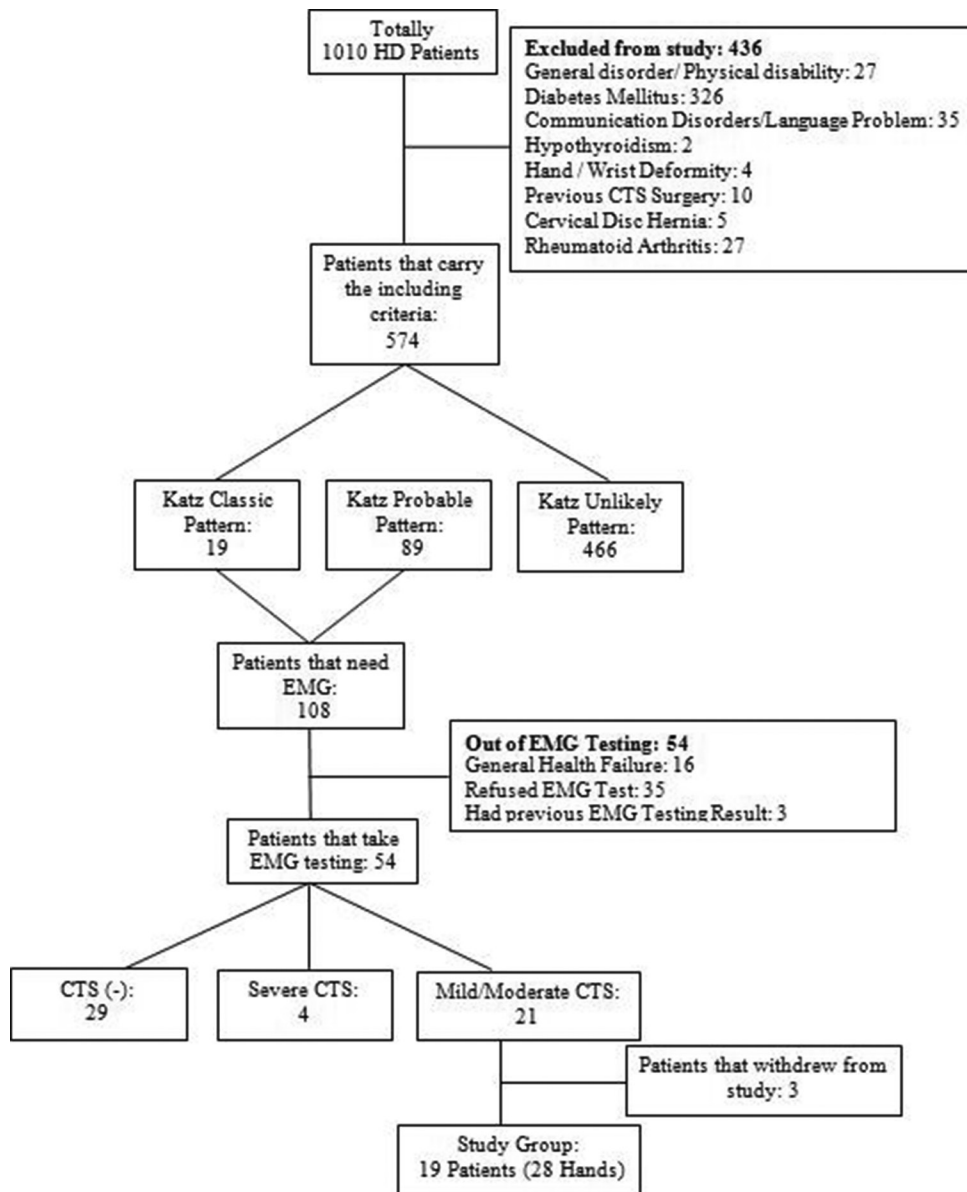 Totally
1010 HD Patients
Excluded from study: 436
General disorder/ Physical disability: 27
Diabetes Mellitus: 326
Communication Disorders/Language Problem: 35
Hypothyroidism: 2
Hand / Wrist Deformity: 4
Previous CTS Surgery: 10
Cervical Disc Hernia: 5
Rheumatoid Arthritis: 27
Patients that carry
the including
criteria:
574
Katz Classic
Pattern:
19
Katz Probable
Pattern:
89
Katz Unlikely
Pattern:
466
Patients that need
EMG:
108
Out of EMG Testing: 54
General Health Failure: 16
Refused EMG Test: 35
Had previous EMG Testing Result: 3
Patients that take
EMG testing: 54
CTS (-):
29
Severe CTS:
4
Mild/Moderate CTS:
21
Patients that withdrew from
study: 3
Study Group:
19 Patients (28 Hands)